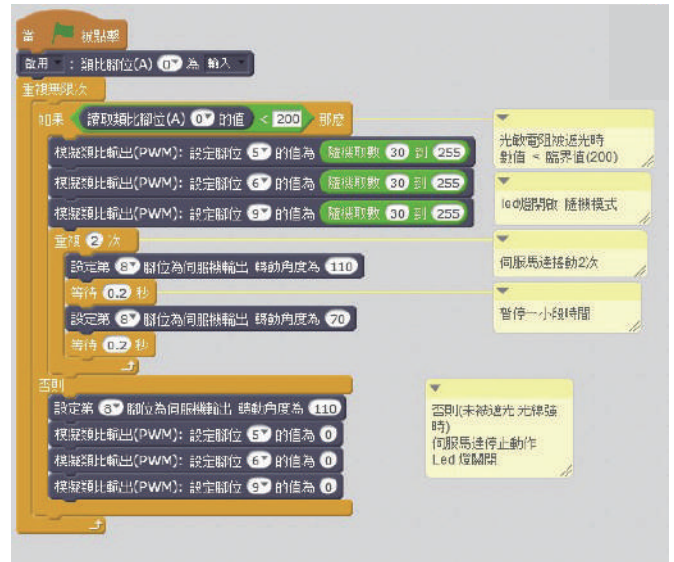 當 被點擊
啟用 : 類比腳位(A) 0 為 輸入
重複無限次
如果 讀取類比腳位(A) 0 的值 < 200 那麼
模擬類比輸出(PWM): 設定腳位 5 的值為 隨機取數 30 到 255
模擬類比輸出(PWM): 設定腳位 6 的值為 隨機取數 30 到 255
模擬類比輸出(PWM): 設定腳位 9 的值為 隨機取數 30 到 255
重複 2 次
設定第 8 腳位為伺服機輸出 轉動角度為 110
等待 0.2 秒
設定第 8 腳位為伺服機輸出 轉動角度為 70
等待 0.2 秒
否則
設定第 8 腳位為伺服機輸出 轉動角度為 110
模擬類比輸出(PWM): 設定腳位 5 的值為 0
模擬類比輸出(PWM): 設定腳位 6 的值為 0
模擬類比輸出(PWM): 設定腳位 9 的值為 0
光敏電阻被遮光時
數值 < 臨界值(200)
led燈開啟 隨機模式
伺服馬達移動2次
暫停一小段時間
否則(未被遮光 光線強
時)
伺服馬達停止動作
Led 燈關閉